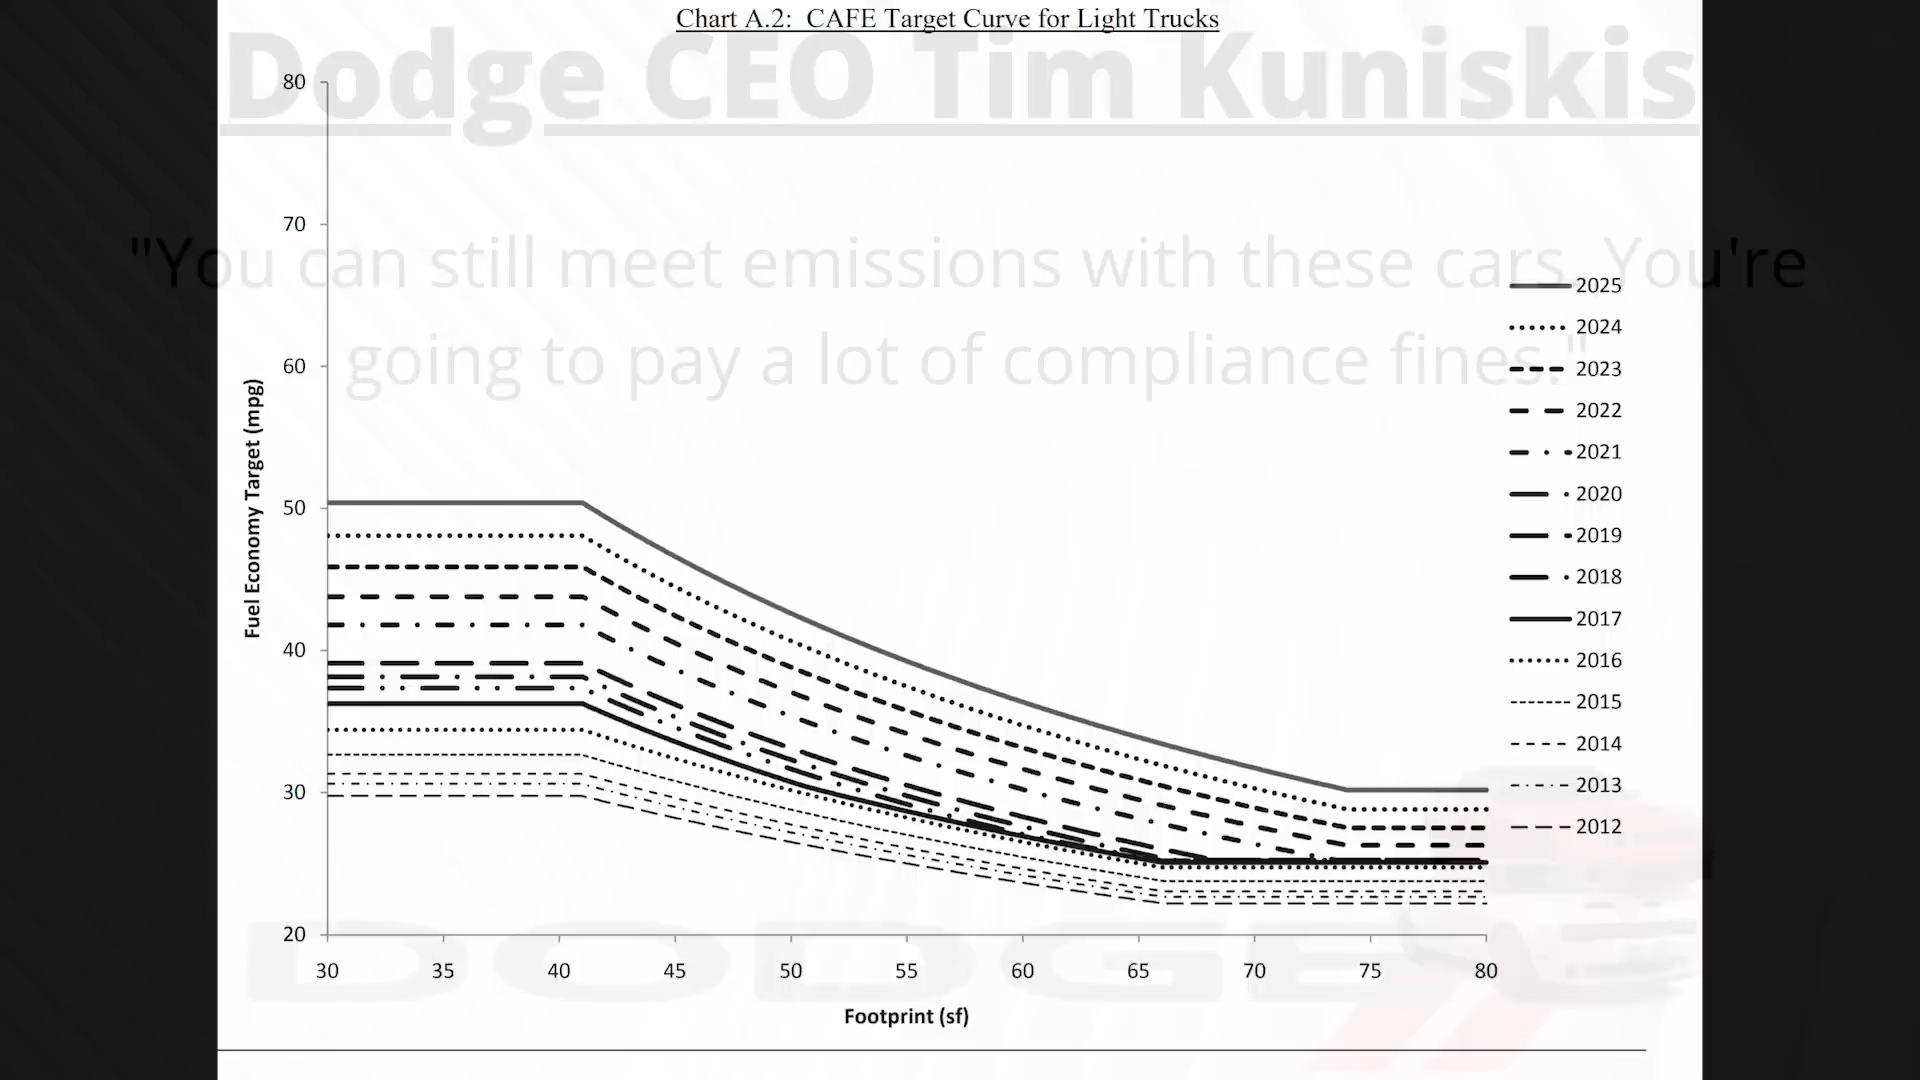 Chart A.2: CAFE Target Curve for Light Trucks
Dodge CEO Tim Kuniskis
"You can still meet emissions with these cars. You're
going to pay a lot of compliance fines."
80
70
60
50
40
30
20
Fuel Economy Target (mpg)
30 35 40 45 50 55 60 65 70 75 80
Footprint (sf)
2025
2024
2023
2022
2021
2020
2019
2018
2017
2016
2015
2014
2013
2012
DODGE